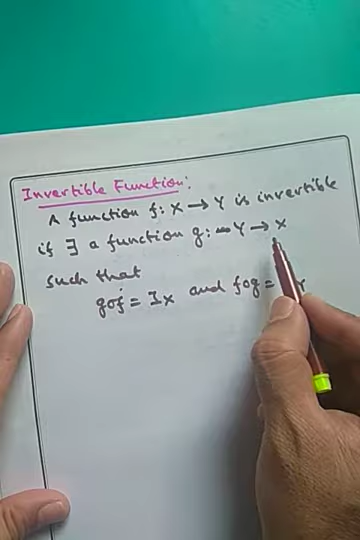 Invertible Function:
A function f: X → Y is invertible
if ∃ a function g: Y → X
such that
gof = Ix and fog = Y